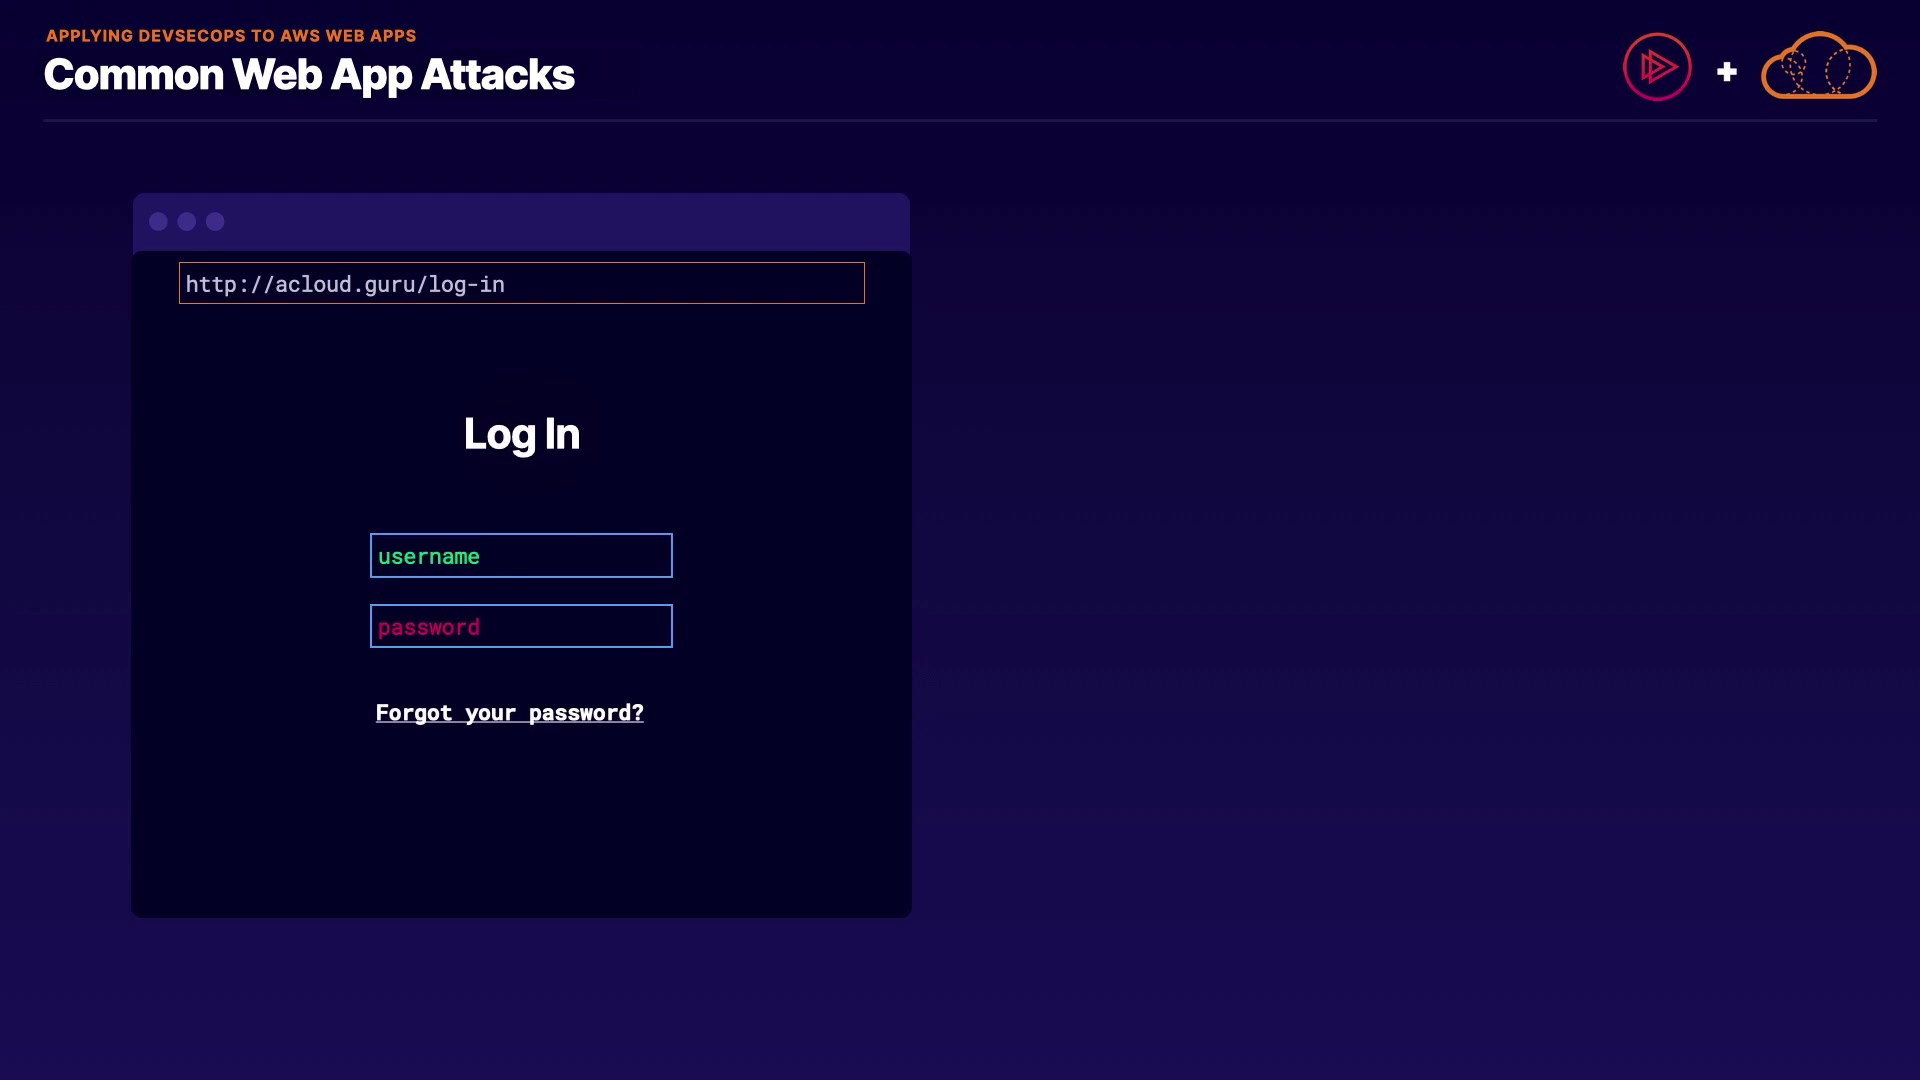 APPLYING DEVSECOPS TO AWS WEB APPS
Common Web App Attacks
http://acloud.guru/log-in
Log In
username
password
Forgot your password?